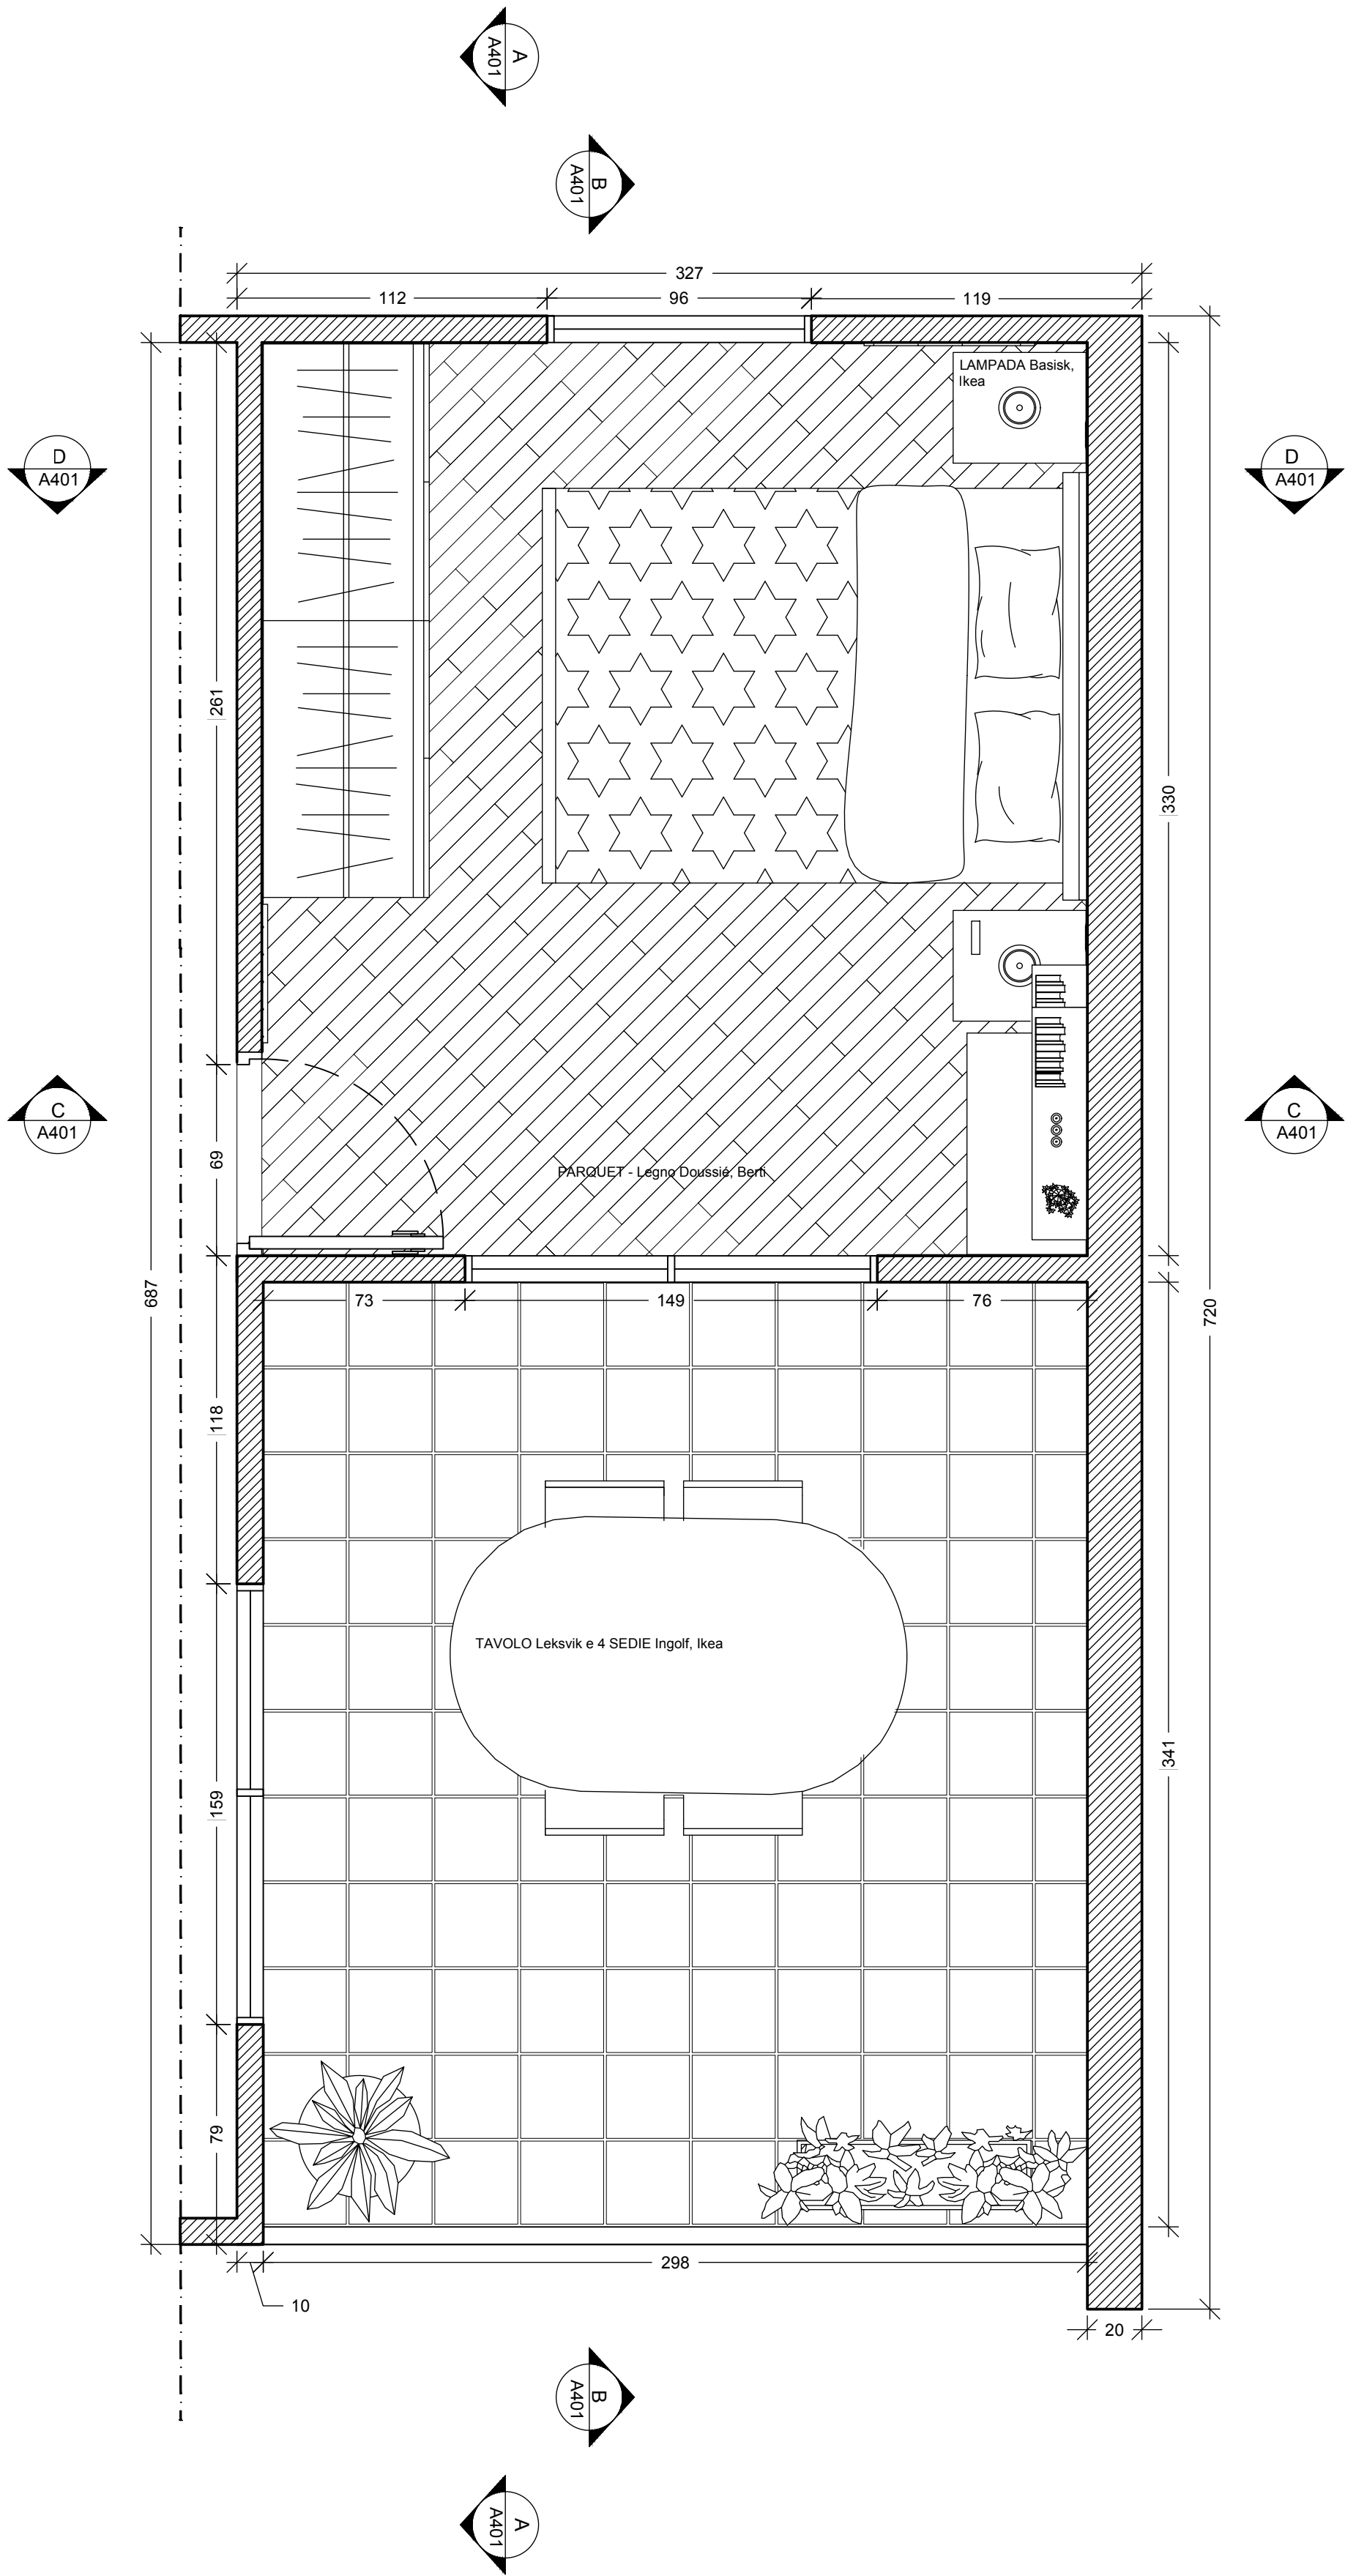 A
A401
B
A401
327
112
96
119
LAMPADA Basisk,
Ikea
D
A401
D
A401
261
330
C
A401
C
A401
69
PARQUET - Legno Doussié, Berti
687
73
149
76
720
118
TAVOLO Leksvik e 4 SEDIE Ingolf, Ikea
341
159
79
298
10
20
B
A401
A
A401